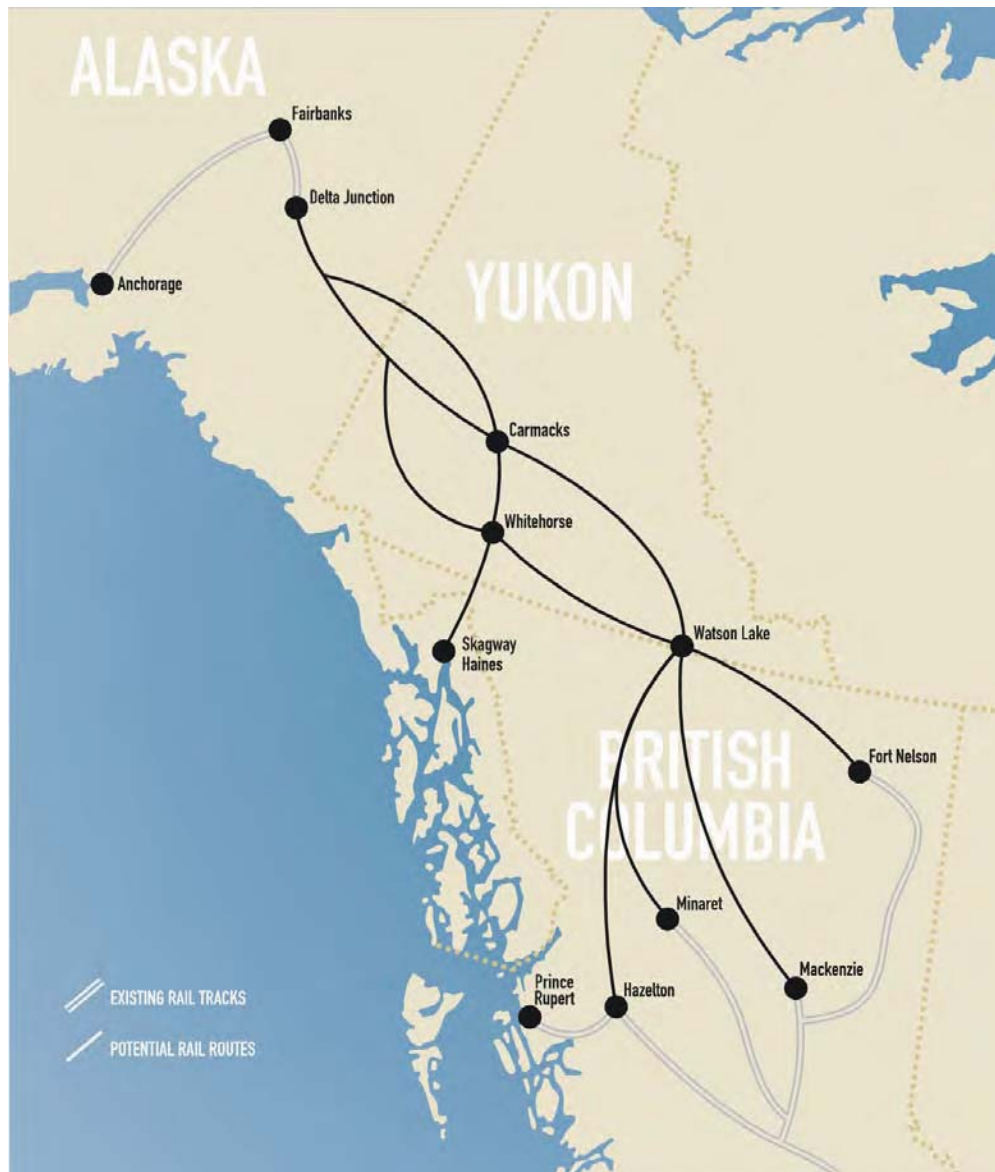 ALASKA
Fairbanks
Delta Junction
Anchorage
YUKON
Carmacks
Whitehorse
Watson Lake
Skagway
Haines
BRITISH
COLUMBIA
Fort Nelson
Minaret
Mackenzie
Prince
Rupert
Hazelton
EXISTING RAIL TRACKS
POTENTIAL RAIL ROUTES